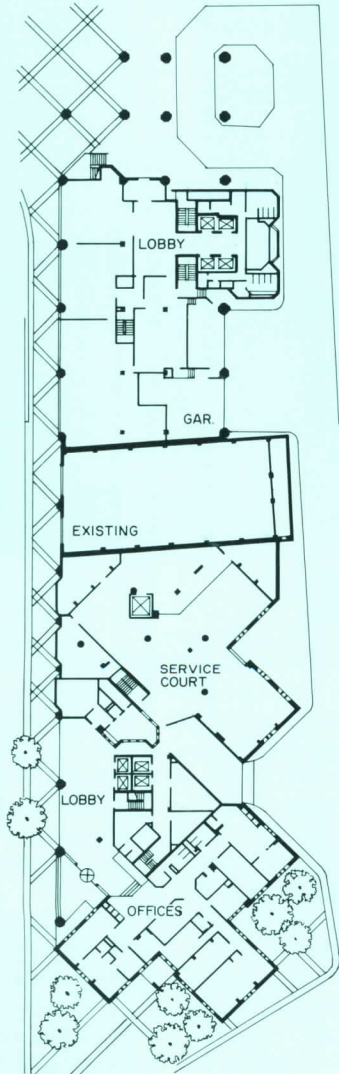 LOBBY
GAR.
EXISTING
SERVICE
COURT
LOBBY
OFFICES